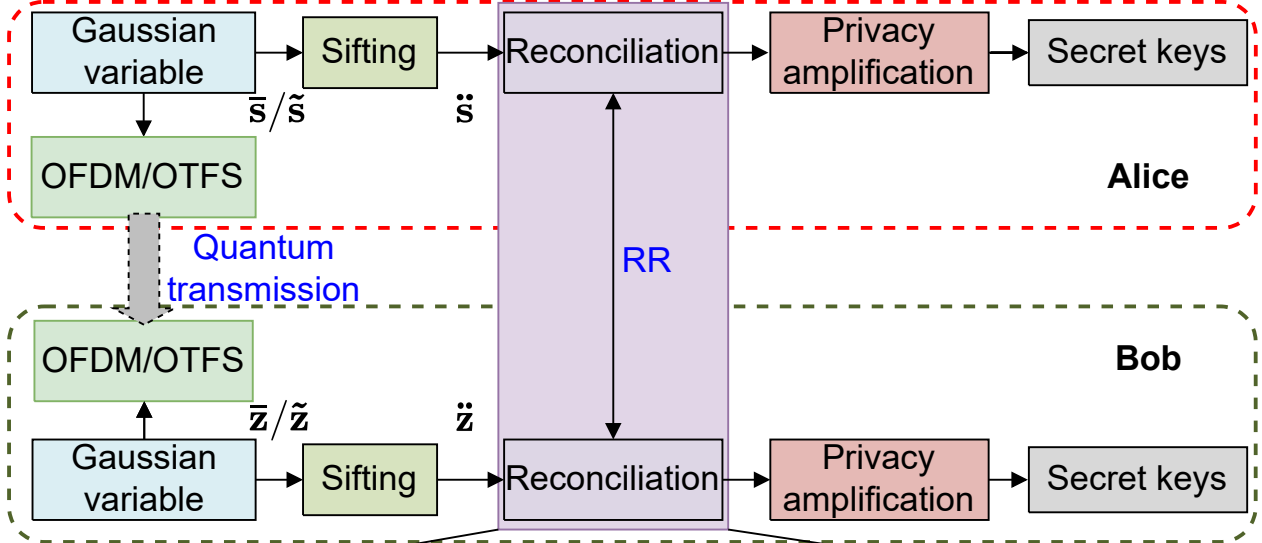 Gaussian
variable
Sifting
Reconciliation
Privacy
amplification
Secret keys
s̄/s̃
s̈
OFDM/OTFS
Alice
Quantum
transmission
RR
OFDM/OTFS
Bob
z̄/z̃
z̈
Gaussian
variable
Sifting
Reconciliation
Privacy
amplification
Secret keys